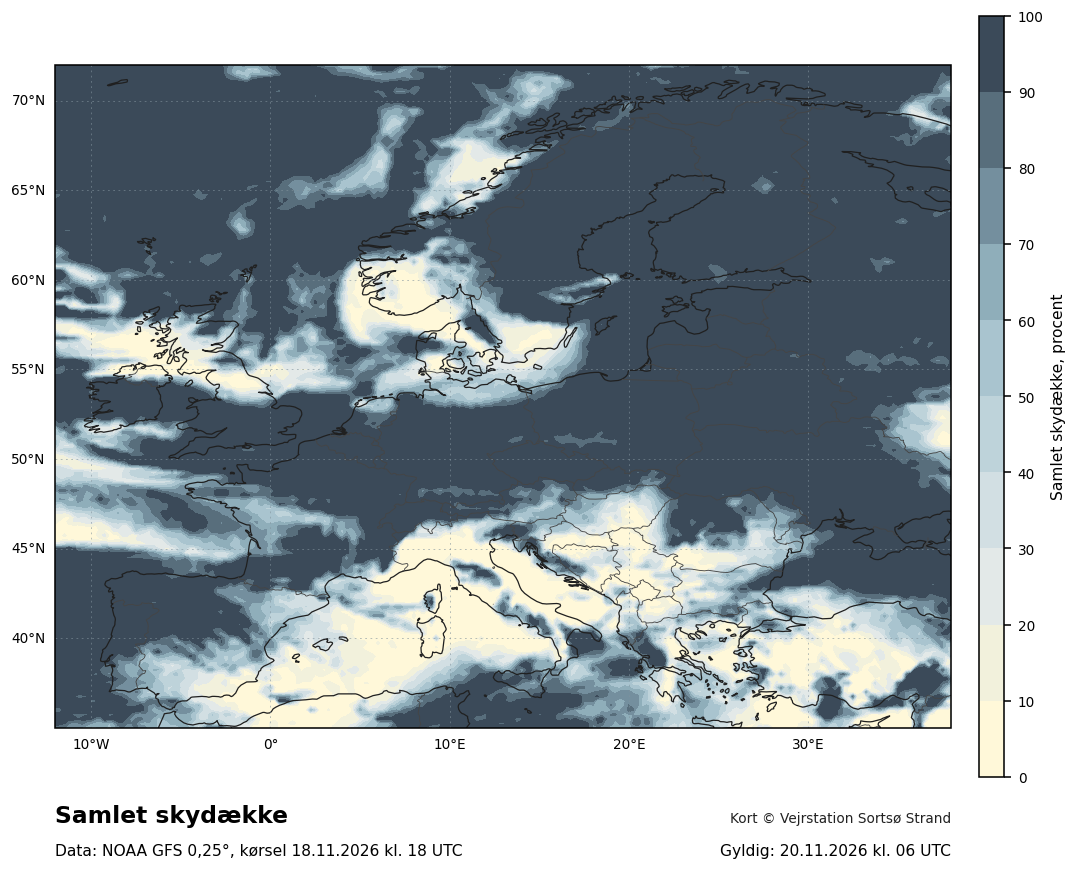 100
90
80
70
60
50
40
30
20
10
0
Samlet skydække, procent
70°N
65°N
60°N
55°N
50°N
45°N
40°N
10°W
0°
10°E
20°E
30°E
Samlet skydække
Kort © Vejrstation Sortsø Strand
Data: NOAA GFS 0,25°, kørsel 18.11.2026 kl. 18 UTC
Gyldig: 20.11.2026 kl. 06 UTC